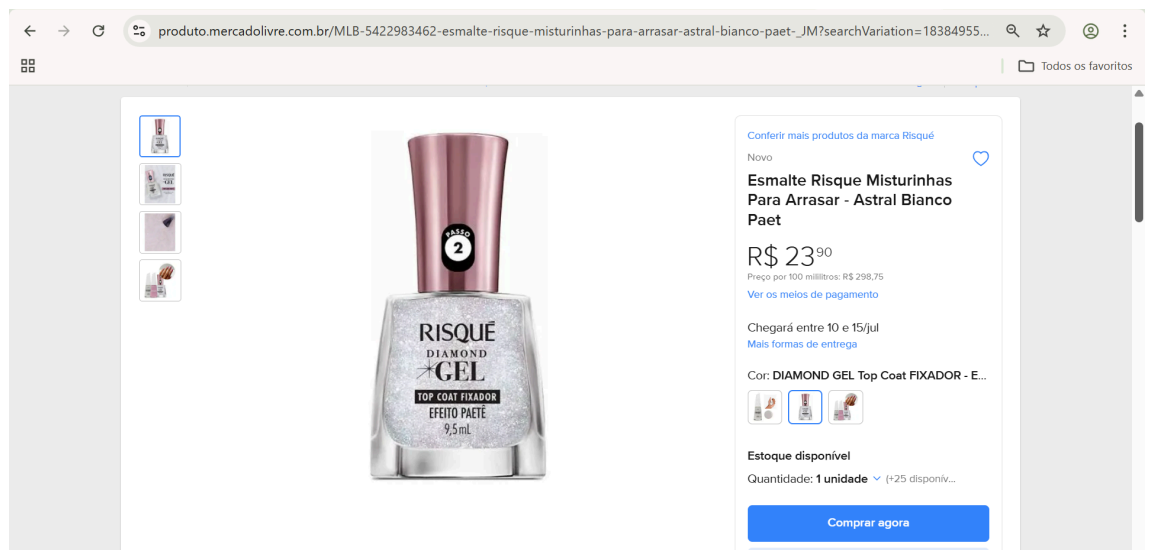 produto.mercadolivre.com.br/MLB-5422983462-esmalte-risque-misturinhas-para-arrasar-astral-bianco-paet-_JM?searchVariation=18384955...
Todos os favoritos
Conferir mais produtos da marca Risqué
Novo
Esmalte Risque Misturinhas
Para Arrasar - Astral Bianco
Paet
R$ 23⁹⁰
Preço por 100 mililitros: R$ 298,75
Ver os meios de pagamento
Chegará entre 10 e 15/jul
Mais formas de entrega
Cor: DIAMOND GEL Top Coat FIXADOR - E...
Estoque disponível
Quantidade: 1 unidade (+25 disponív...
Comprar agora
PASSO
2
RISQUÉ
DIAMOND
GEL
TOP COAT FIXADOR
EFEITO PAETÊ
9,5 mL